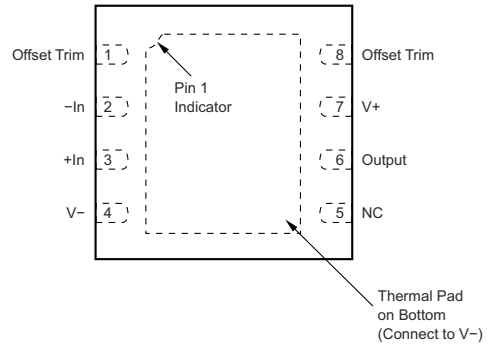 Offset Trim 1
8 Offset Trim
Pin 1
Indicator
−In 2
7 V+
+In 3
6 Output
V− 4
5 NC
Thermal Pad
on Bottom
(Connect to V−)